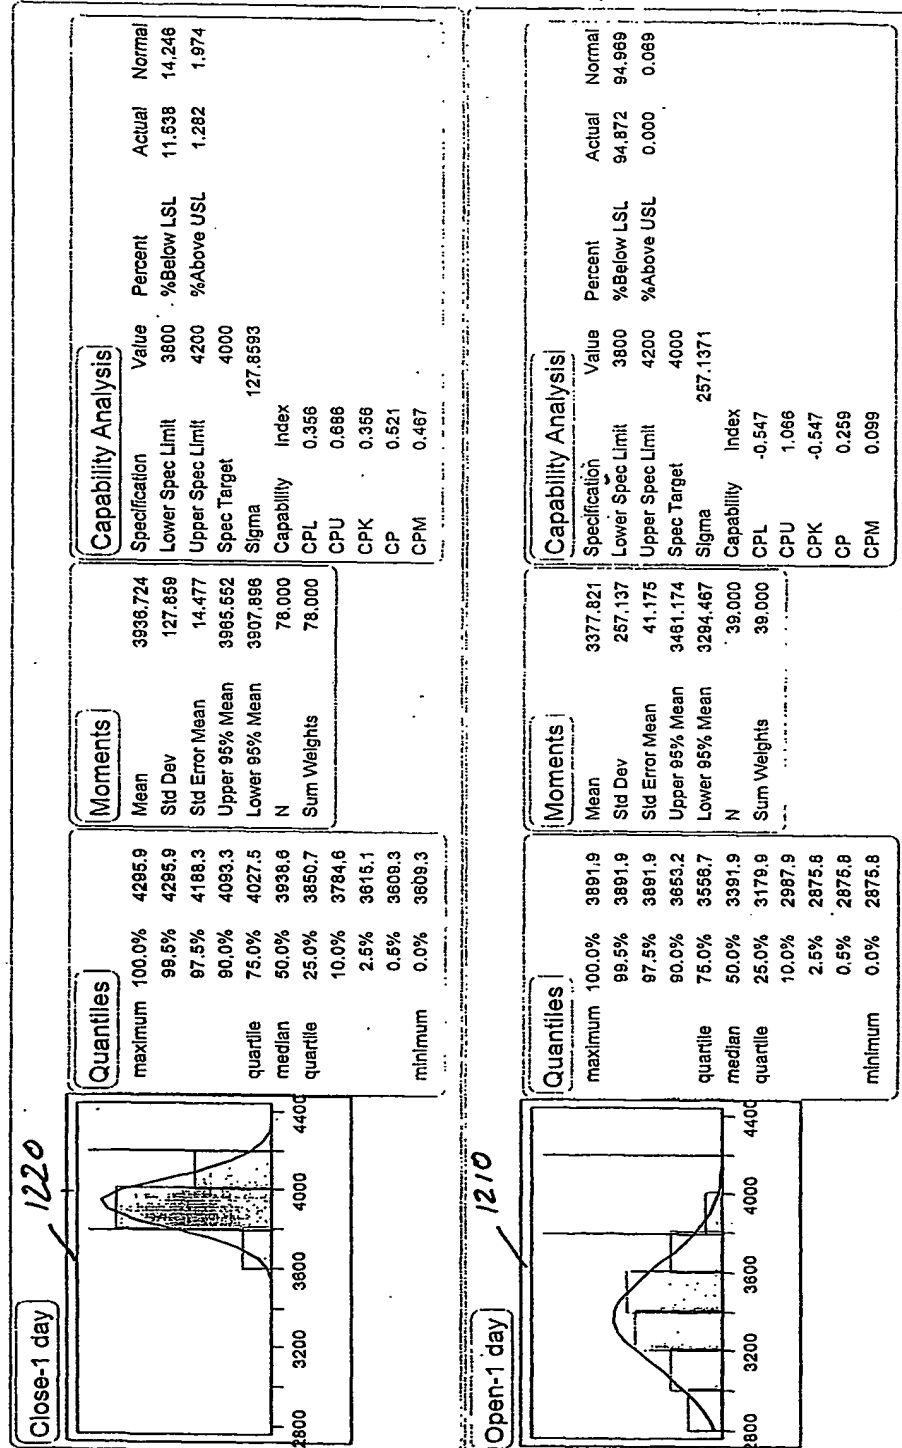 Close-1 day
1220
2800 3200 3600 4000 4400
Quantiles
maximum 100.0% 4295.9
99.5% 4295.9
97.5% 4188.3
90.0% 4093.3
quartile 75.0% 4027.5
median 50.0% 3938.6
quartile 25.0% 3850.7
10.0% 3784.6
2.5% 3615.1
0.5% 3609.3
minimum 0.0% 3609.3
Moments
Mean 3936.724
Std Dev 127.859
Std Error Mean 14.477
Upper 95% Mean 3965.552
Lower 95% Mean 3907.896
N 78.000
Sum Weights 78.000
Capability Analysis
Specification Value Percent Actual Normal
Lower Spec Limit 3800 %Below LSL 11.538 14.246
Upper Spec Limit 4200 %Above USL 1.282 1.974
Spec Target 4000
Sigma 127.8593
Capability Index
CPL 0.356
CPU 0.686
CPK 0.356
CP 0.521
CPM 0.467
Open-1 day
1210
2800 3200 3600 4000 4400
Quantiles
maximum 100.0% 3891.9
99.5% 3891.9
97.5% 3891.9
90.0% 3653.2
quartile 75.0% 3558.7
median 50.0% 3391.9
quartile 25.0% 3179.9
10.0% 2987.9
2.5% 2875.8
0.5% 2875.8
minimum 0.0% 2875.8
Moments
Mean 3377.821
Std Dev 257.137
Std Error Mean 41.175
Upper 95% Mean 3461.174
Lower 95% Mean 3294.467
N 39.000
Sum Weights 39.000
Capability Analysis
Specification Value Percent Actual Normal
Lower Spec Limit 3800 %Below LSL 94.872 94.969
Upper Spec Limit 4200 %Above USL 0.000 0.069
Spec Target 4000
Sigma 257.1371
Capability Index
CPL -0.547
CPU 1.066
CPK -0.547
CP 0.259
CPM 0.099